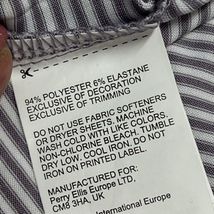 94% POLYESTER 6% ELASTANE
EXCLUSIVE OF DECORATION
EXCLUSIVE OF TRIMMING
DO NOT USE FABRIC SOFTENERS
OR DRYER SHEETS. MACHINE
WASH COLD WITH LIKE COLORS.
NON-CHLORINE BLEACH. TUMBLE
DRY LOW, COOL IRON. DO NOT
IRON ON PRINTED LABEL.
MANUFACTURED FOR:
Perry Ellis Europe LTD,
CM8 3HA, UK
International Europe